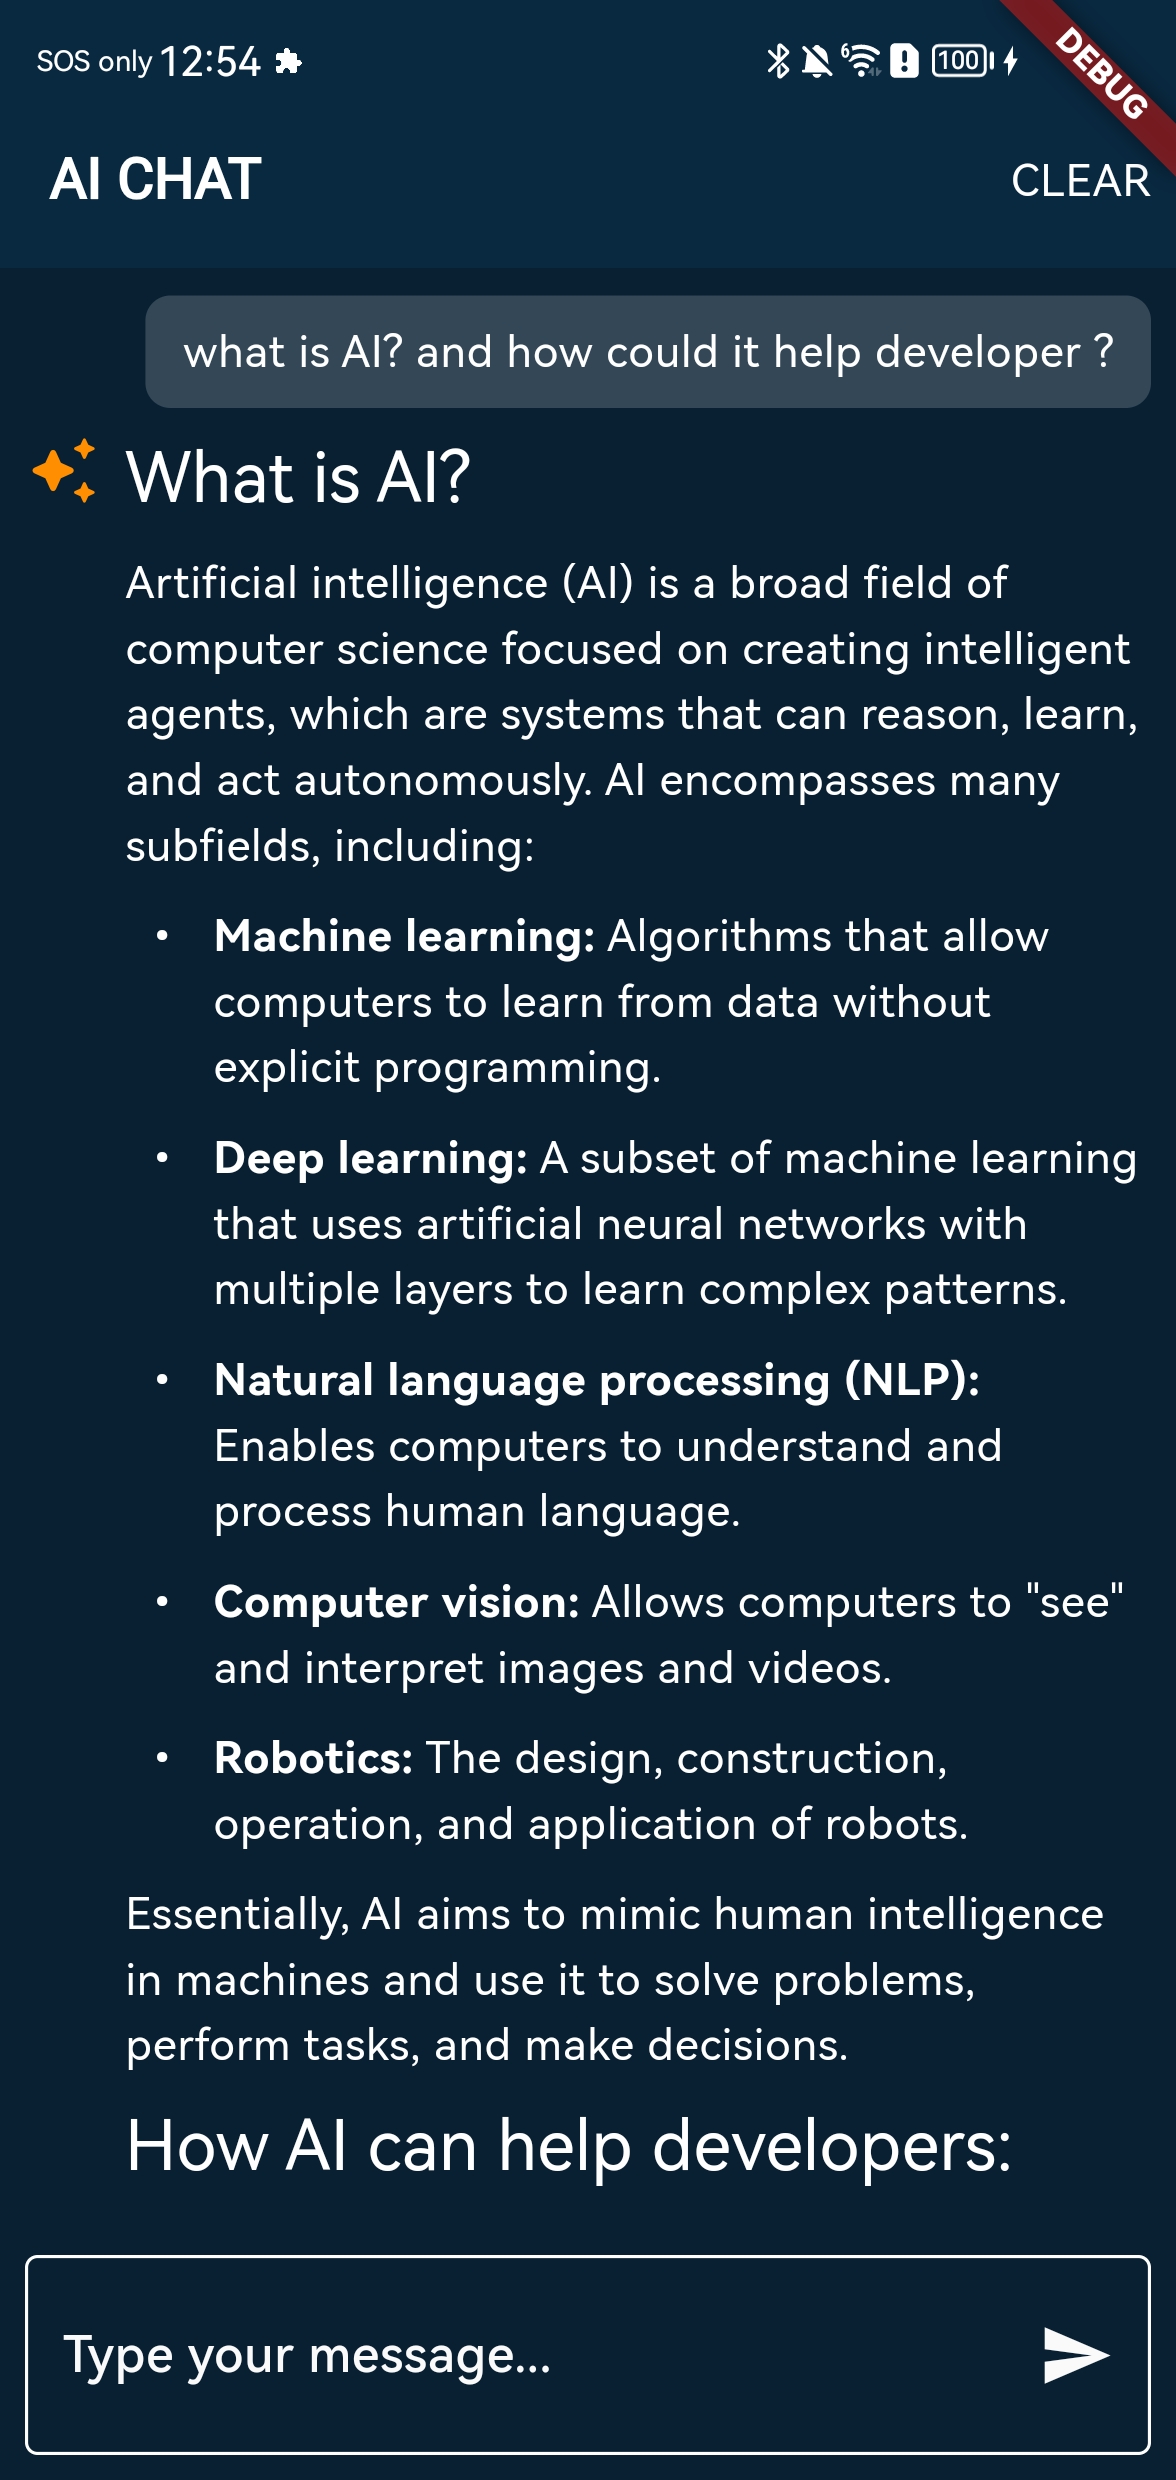 SOS only 12:54
6
100
DEBUG
AI CHAT
CLEAR
what is AI? and how could it help developer ?
What is AI?
Artificial intelligence (AI) is a broad field of
computer science focused on creating intelligent
agents, which are systems that can reason, learn,
and act autonomously. AI encompasses many
subfields, including:
• Machine learning: Algorithms that allow
computers to learn from data without
explicit programming.
• Deep learning: A subset of machine learning
that uses artificial neural networks with
multiple layers to learn complex patterns.
• Natural language processing (NLP):
Enables computers to understand and
process human language.
• Computer vision: Allows computers to "see"
and interpret images and videos.
• Robotics: The design, construction,
operation, and application of robots.
Essentially, AI aims to mimic human intelligence
in machines and use it to solve problems,
perform tasks, and make decisions.
How AI can help developers:
Type your message...